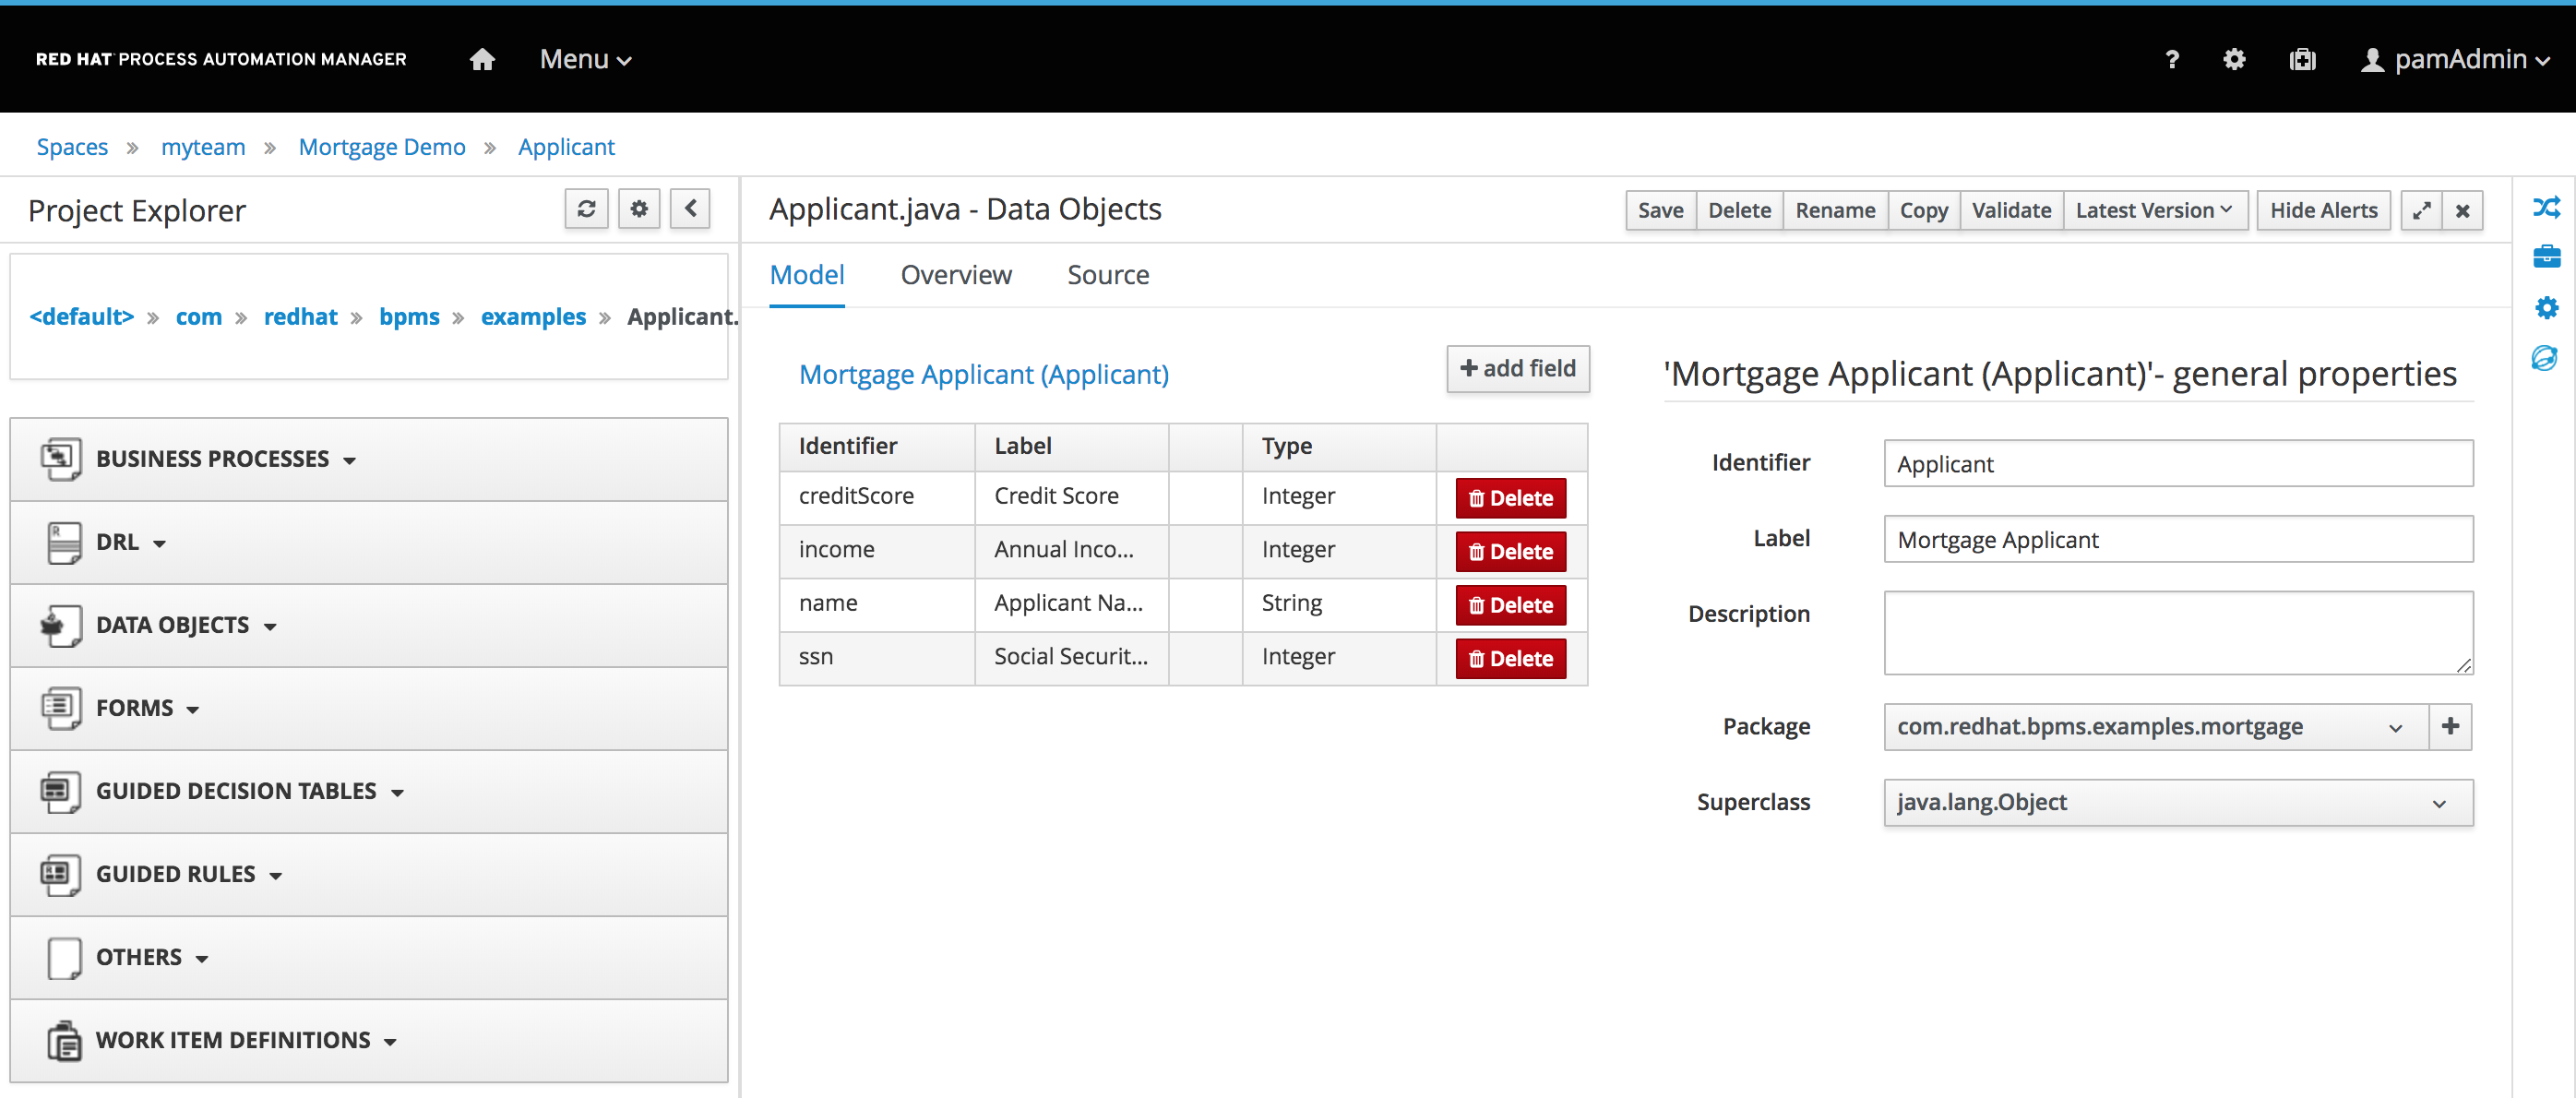 RED HAT PROCESS AUTOMATION MANAGER Menu ? pamAdmin
Spaces » myteam » Mortgage Demo » Applicant
Project Explorer
<default> » com » redhat » bpms » examples » Applicant.
BUSINESS PROCESSES
DRL
DATA OBJECTS
FORMS
GUIDED DECISION TABLES
GUIDED RULES
OTHERS
WORK ITEM DEFINITIONS
Applicant.java - Data Objects
Save Delete Rename Copy Validate Latest Version Hide Alerts
Model Overview Source
Mortgage Applicant (Applicant) + add field
Identifier Label Type
creditScore Credit Score Integer Delete
income Annual Inco... Integer Delete
name Applicant Na... String Delete
ssn Social Securit... Integer Delete
'Mortgage Applicant (Applicant)'- general properties
Identifier Applicant
Label Mortgage Applicant
Description
Package com.redhat.bpms.examples.mortgage +
Superclass java.lang.Object